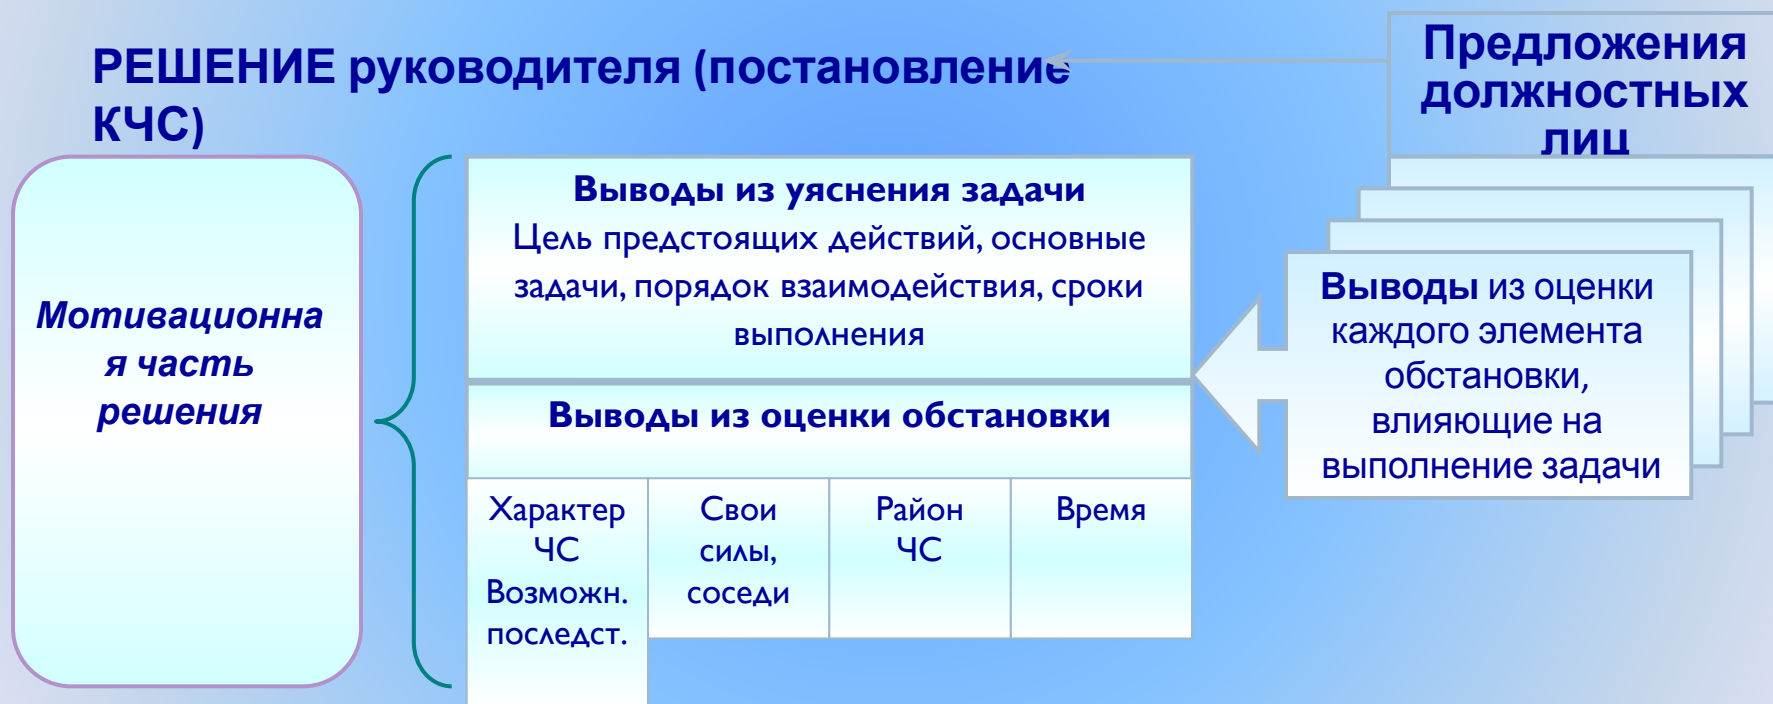 РЕШЕНИЕ руководителя (постановление
КЧС)
Предложения
должностных
лиц
Мотивационна
я часть
решения
Выводы из уяснения задачи
Цель предстоящих действий, основные
задачи, порядок взаимодействия, сроки
выполнения
Выводы из оценки обстановки
Характер
ЧС
Возможн.
последст.
Свои
силы,
соседи
Район
ЧС
Время
Выводы из оценки
каждого элемента
обстановки,
влияющие на
выполнение задачи